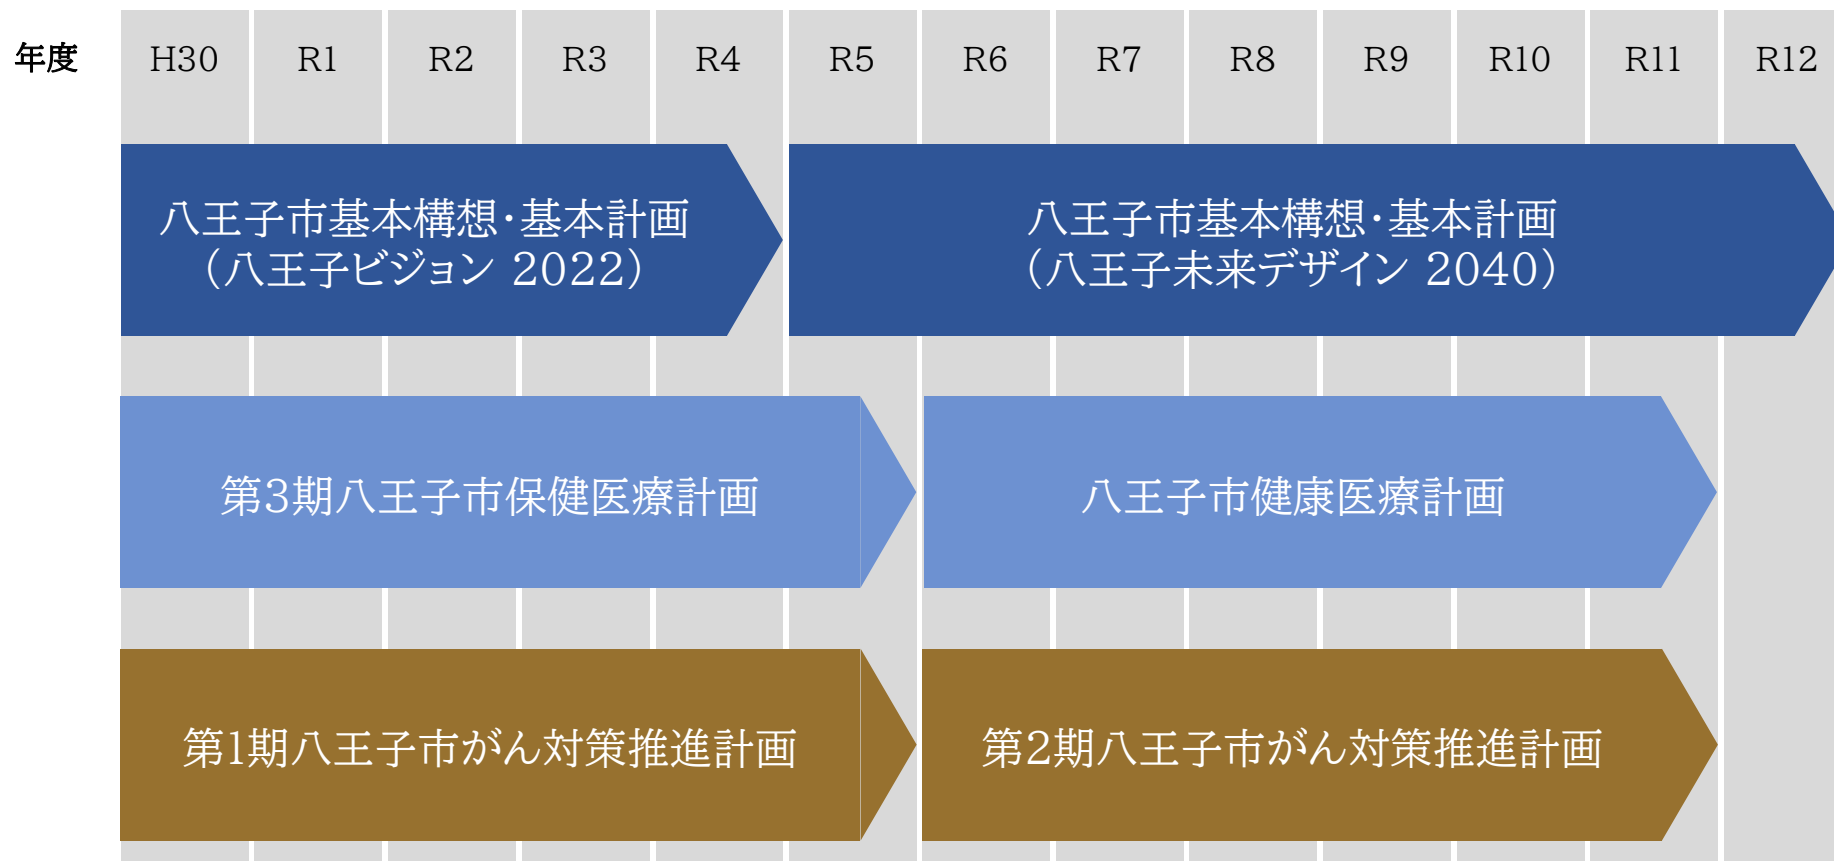 年度 H30 R1 R2 R3 R4 R5 R6 R7 R8 R9 R10 R11 R12
八王子市基本構想・基本計画
（八王子ビジョン 2022）
八王子市基本構想・基本計画
（八王子未来デザイン 2040）
第3期八王子市保健医療計画
八王子市健康医療計画
第1期八王子市がん対策推進計画
第2期八王子市がん対策推進計画